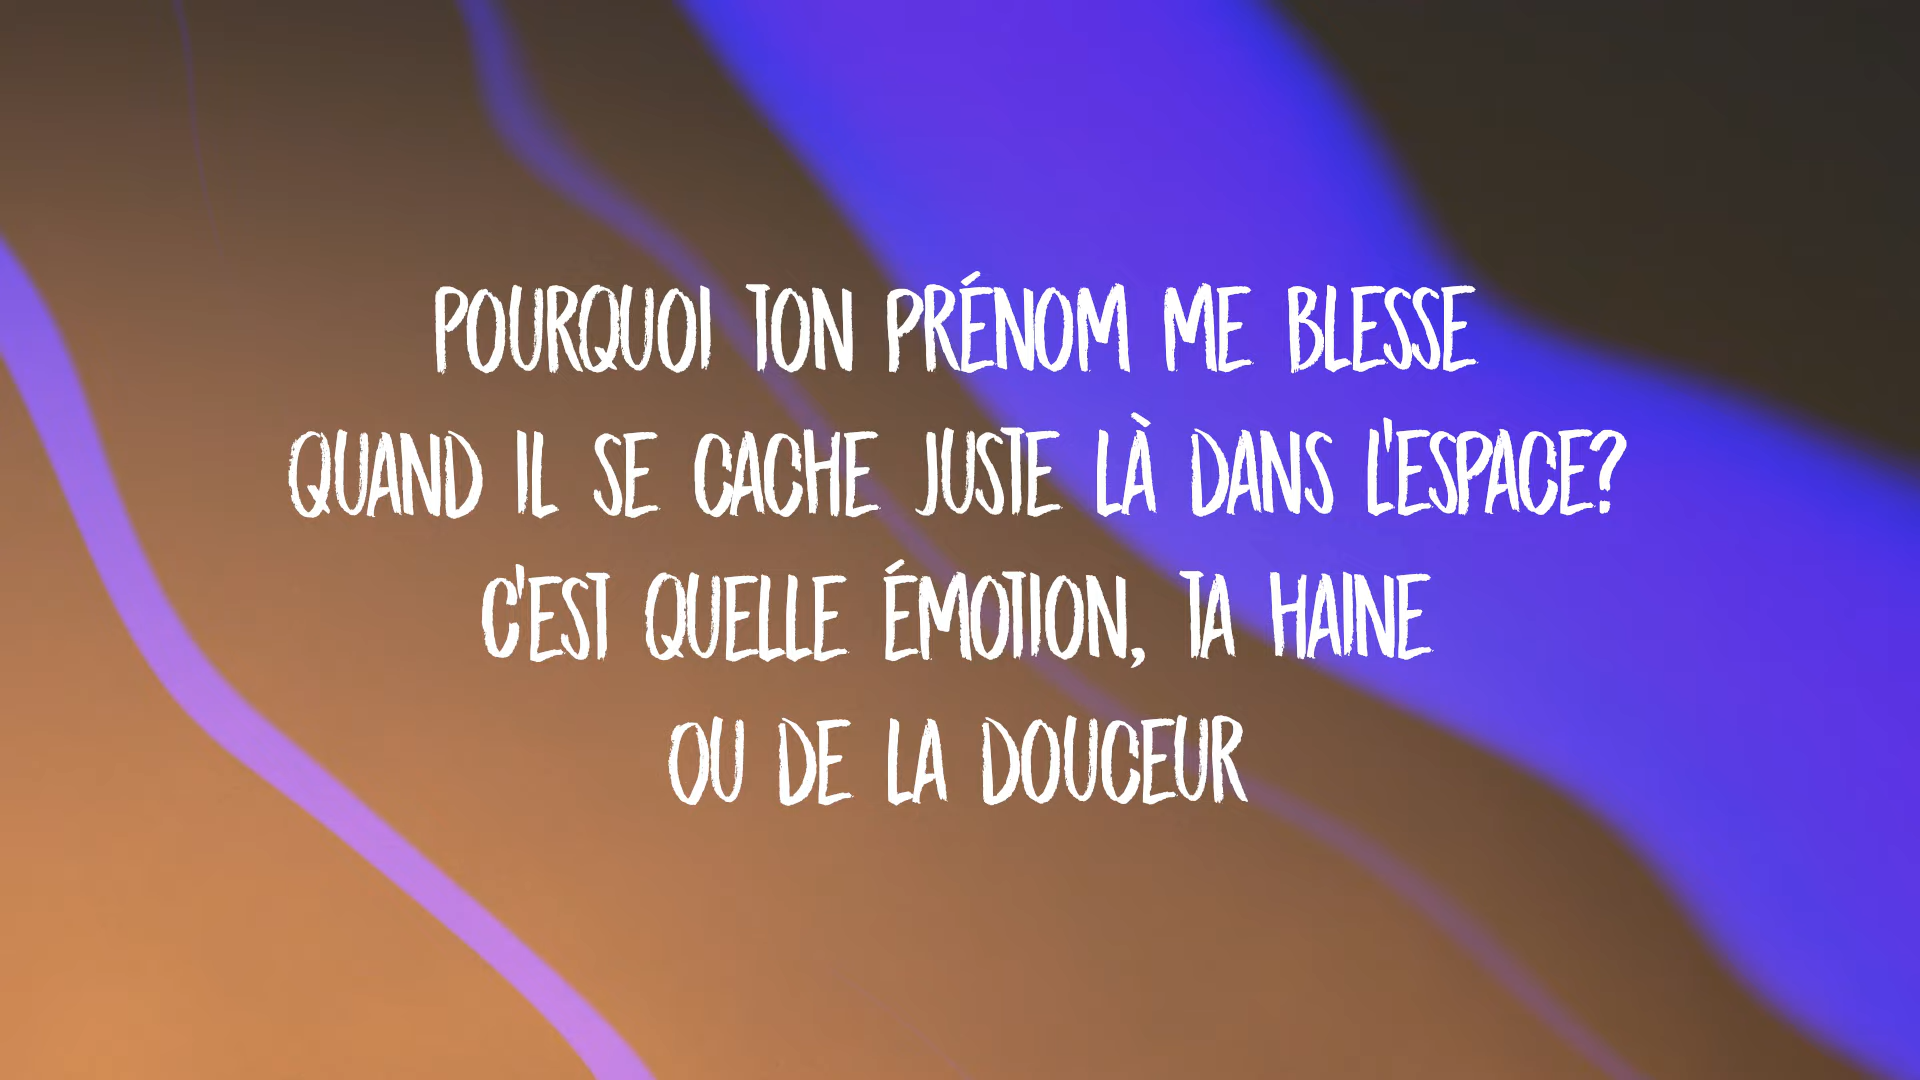 POURQUOI TON PRÉNOM ME BLESSE
QUAND IL SE CACHE JUSTE LÀ DANS L'ESPACE?
C'EST QUELLE ÉMOTION, TA HAINE
OU DE LA DOUCEUR